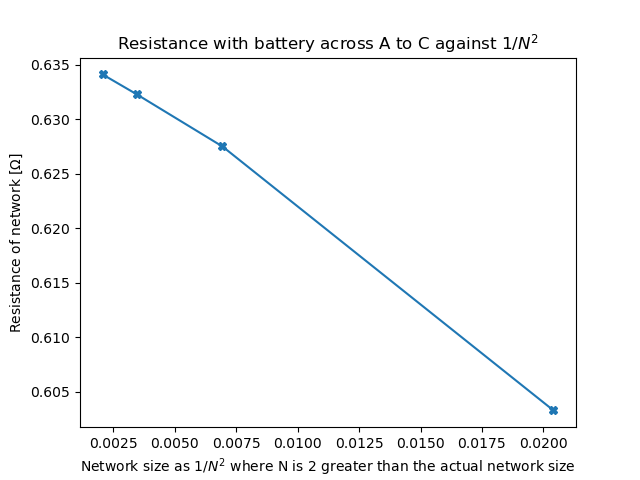 Resistance with battery across A to C against 1/N²
0.635
0.630
0.625
0.620
0.615
0.610
0.605
Resistance of network [Ω]
0.0025 0.0050 0.0075 0.0100 0.0125 0.0150 0.0175 0.0200
Network size as 1/N² where N is 2 greater than the actual network size